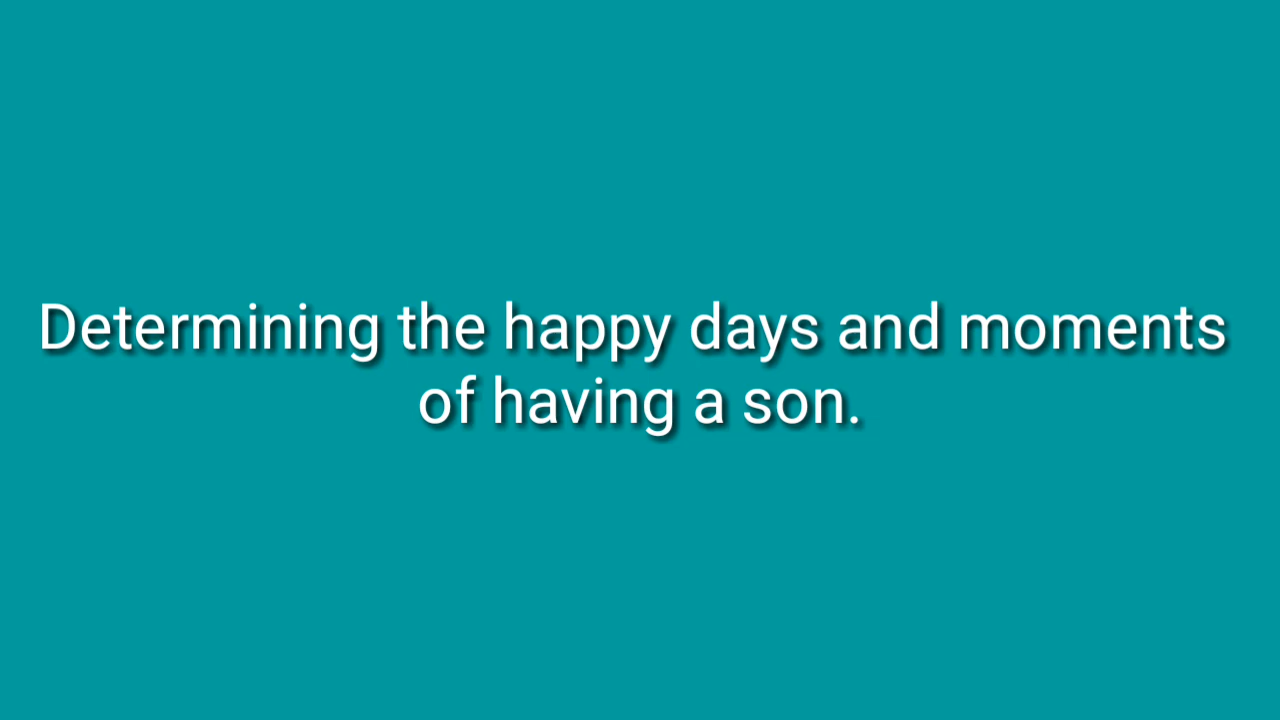 Determining the happy days and moments
of having a son.